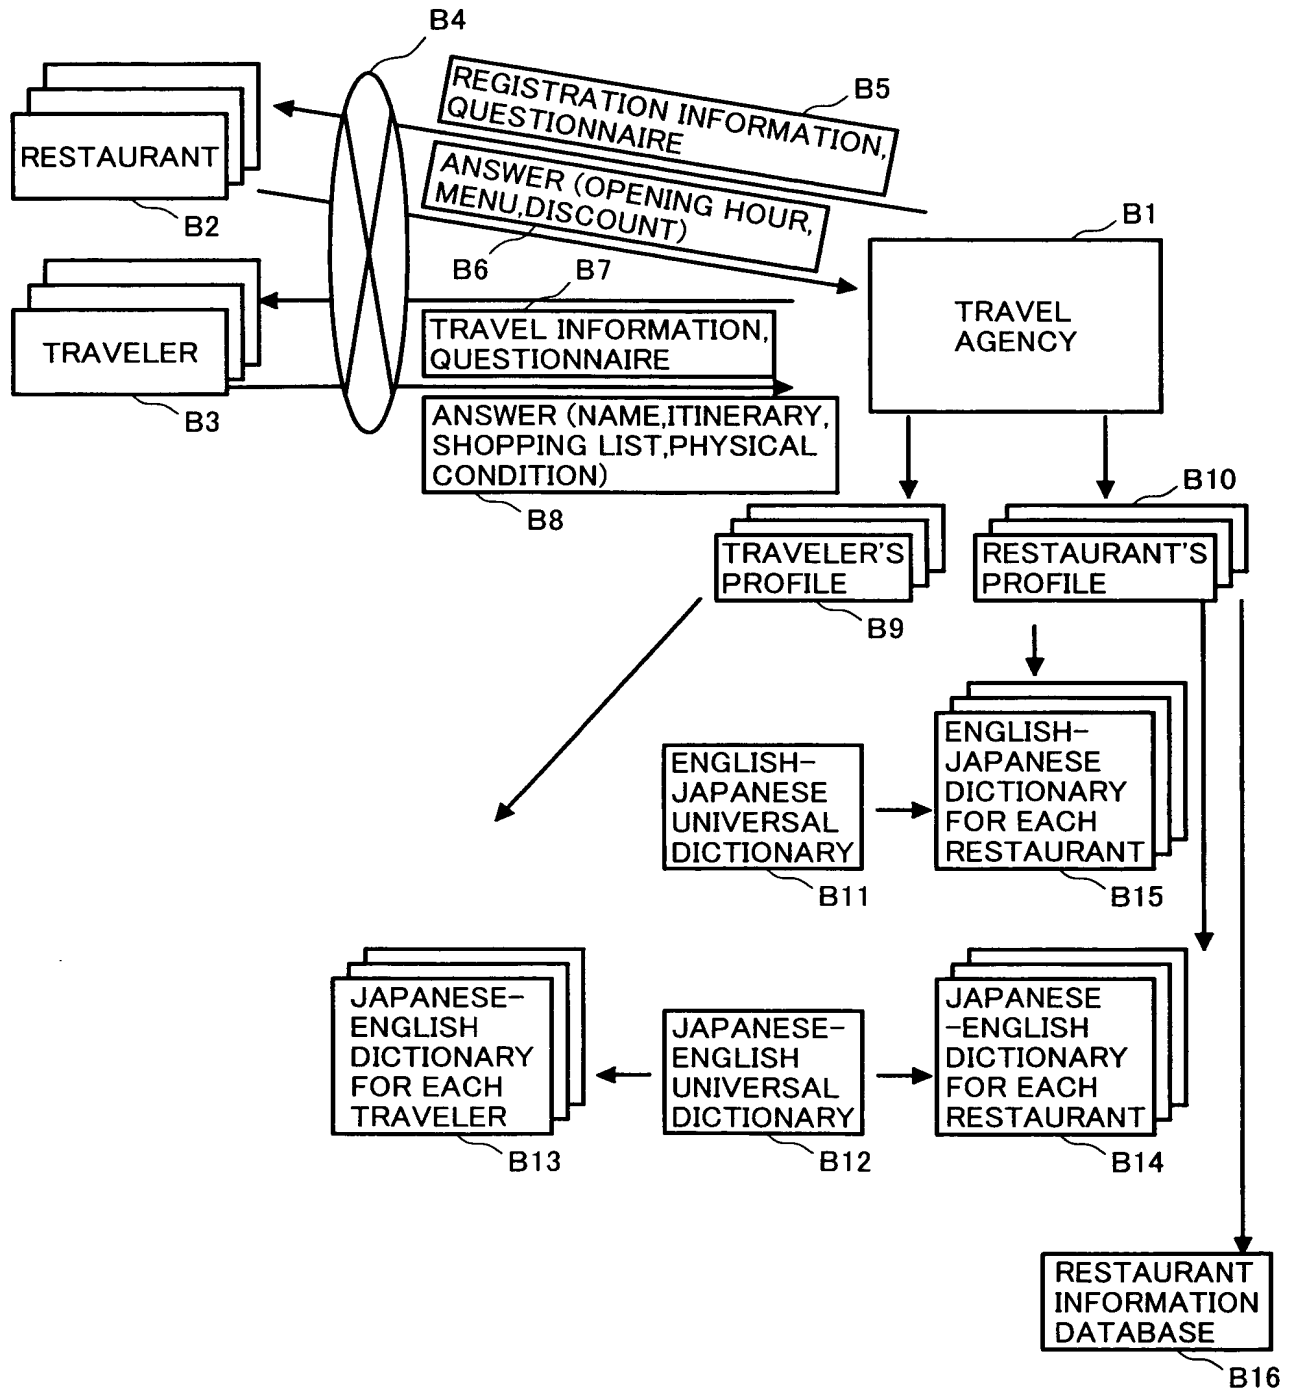 B4
REGISTRATION INFORMATION,
QUESTIONNAIRE
B5
RESTAURANT
B2
ANSWER (OPENING HOUR,
MENU,DISCOUNT)
B6
B7
B1
TRAVEL
AGENCY
TRAVELER
B3
TRAVEL INFORMATION,
QUESTIONNAIRE
ANSWER (NAME,ITINERARY,
SHOPPING LIST,PHYSICAL
CONDITION)
B8
B10
TRAVELER'S
PROFILE
B9
RESTAURANT'S
PROFILE
ENGLISH-
JAPANESE
UNIVERSAL
DICTIONARY
B11
ENGLISH-
JAPANESE
DICTIONARY
FOR EACH
RESTAURANT
B15
JAPANESE-
ENGLISH
DICTIONARY
FOR EACH
TRAVELER
B13
JAPANESE-
ENGLISH
UNIVERSAL
DICTIONARY
B12
JAPANESE
-ENGLISH
DICTIONARY
FOR EACH
RESTAURANT
B14
RESTAURANT
INFORMATION
DATABASE
B16